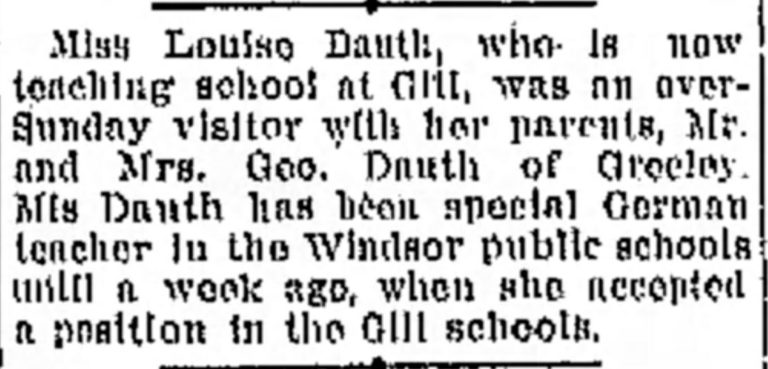 Miss Louise Dauth, who is now
teaching school at Gill, was an over-
Sunday visitor with her parents, Mr.
and Mrs. Geo. Dauth of Greeley.
Mis Dauth has been special German
teacher in the Windsor public schools
until a week ago, when she accepted
a position in the Gill schools.